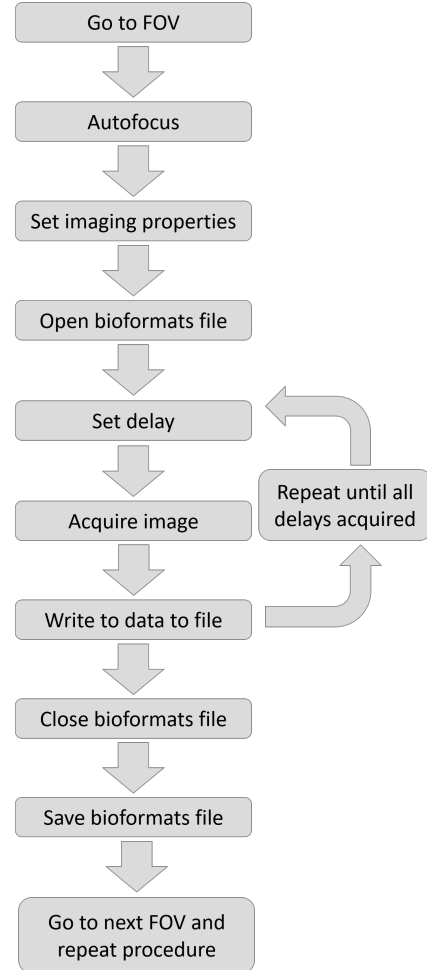 Go to FOV
Autofocus
Set imaging properties
Open bioformats file
Set delay
Acquire image
Repeat until all
delays acquired
Write to data to file
Close bioformats file
Save bioformats file
Go to next FOV and
repeat procedure